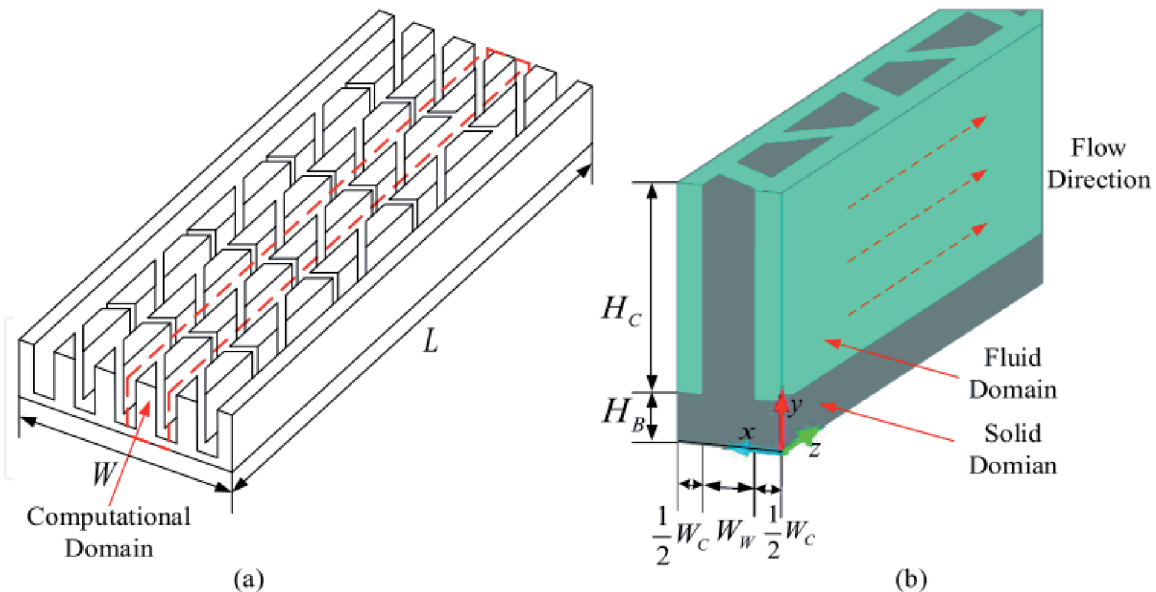 L
W
Computational
Domain
(a)
H_C
H_B
Flow
Direction
Fluid
Domain
Solid
Domian
y
x
z
1/2 W_C W_W 1/2 W_C
(b)